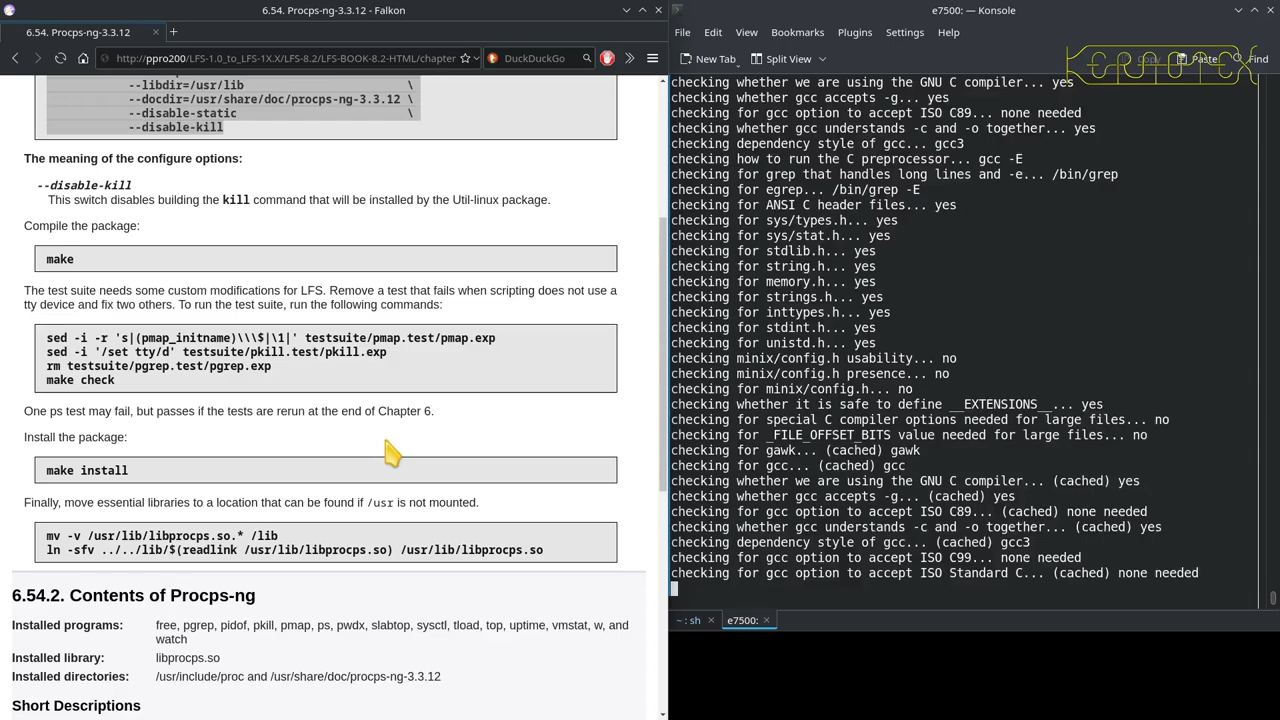 6.54. Procps-ng-3.3.12 - Falkon
6.54. Procps-ng-3.3.12
http://ppro200/LFS-1.0_to_LFS-1X.X/LFS-8.2/LFS-BOOK-8.2-HTML/chapter
DuckDuckGo
--libdir=/usr/lib \
--docdir=/usr/share/doc/procps-ng-3.3.12 \
--disable-static \
--disable-kill
The meaning of the configure options:
--disable-kill
This switch disables building the kill command that will be installed by the Util-linux package.
Compile the package:
make
The test suite needs some custom modifications for LFS. Remove a test that fails when scripting does not use a
tty device and fix two others. To run the test suite, run the following commands:
sed -i -r 's|(pmap_initname)\\\$|\1|' testsuite/pmap.test/pmap.exp
sed -i '/set tty/d' testsuite/pkill.test/pkill.exp
rm testsuite/pgrep.test/pgrep.exp
make check
One ps test may fail, but passes if the tests are rerun at the end of Chapter 6.
Install the package:
make install
Finally, move essential libraries to a location that can be found if /usr is not mounted.
mv -v /usr/lib/libprocps.so.* /lib
ln -sfv ../../lib/$(readlink /usr/lib/libprocps.so) /usr/lib/libprocps.so
6.54.2. Contents of Procps-ng
Installed programs: free, pgrep, pidof, pkill, pmap, ps, pwdx, slabtop, sysctl, tload, top, uptime, vmstat, w, and
watch
Installed library: libprocps.so
Installed directories: /usr/include/proc and /usr/share/doc/procps-ng-3.3.12
Short Descriptions
e7500: — Konsole
File Edit View Bookmarks Plugins Settings Help
New Tab Split View Copy Paste Find
checking whether we are using the GNU C compiler... yes
checking whether gcc accepts -g... yes
checking for gcc option to accept ISO C89... none needed
checking whether gcc understands -c and -o together... yes
checking dependency style of gcc... gcc3
checking how to run the C preprocessor... gcc -E
checking for grep that handles long lines and -e... /bin/grep
checking for egrep... /bin/grep -E
checking for ANSI C header files... yes
checking for sys/types.h... yes
checking for sys/stat.h... yes
checking for stdlib.h... yes
checking for string.h... yes
checking for memory.h... yes
checking for strings.h... yes
checking for inttypes.h... yes
checking for stdint.h... yes
checking for unistd.h... yes
checking minix/config.h usability... no
checking minix/config.h presence... no
checking for minix/config.h... no
checking whether it is safe to define __EXTENSIONS__... yes
checking for special C compiler options needed for large files... no
checking for _FILE_OFFSET_BITS value needed for large files... no
checking for gawk... (cached) gawk
checking for gcc... (cached) gcc
checking whether we are using the GNU C compiler... (cached) yes
checking whether gcc accepts -g... (cached) yes
checking for gcc option to accept ISO C89... (cached) none needed
checking whether gcc understands -c and -o together... (cached) yes
checking dependency style of gcc... (cached) gcc3
checking for gcc option to accept ISO C99... none needed
checking for gcc option to accept ISO Standard C... (cached) none needed
~ : sh
e7500: